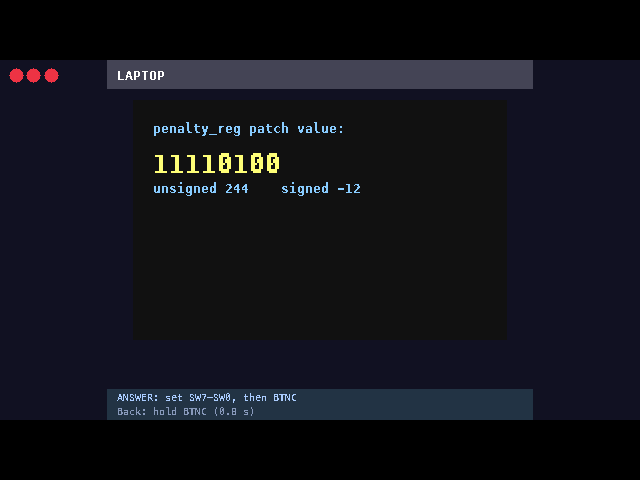 LAPTOP
penalty_reg patch value:
11110100
unsigned 244    signed -12
ANSWER: set SW7-SW0, then BTNC
Back: hold BTNC (0.8 s)